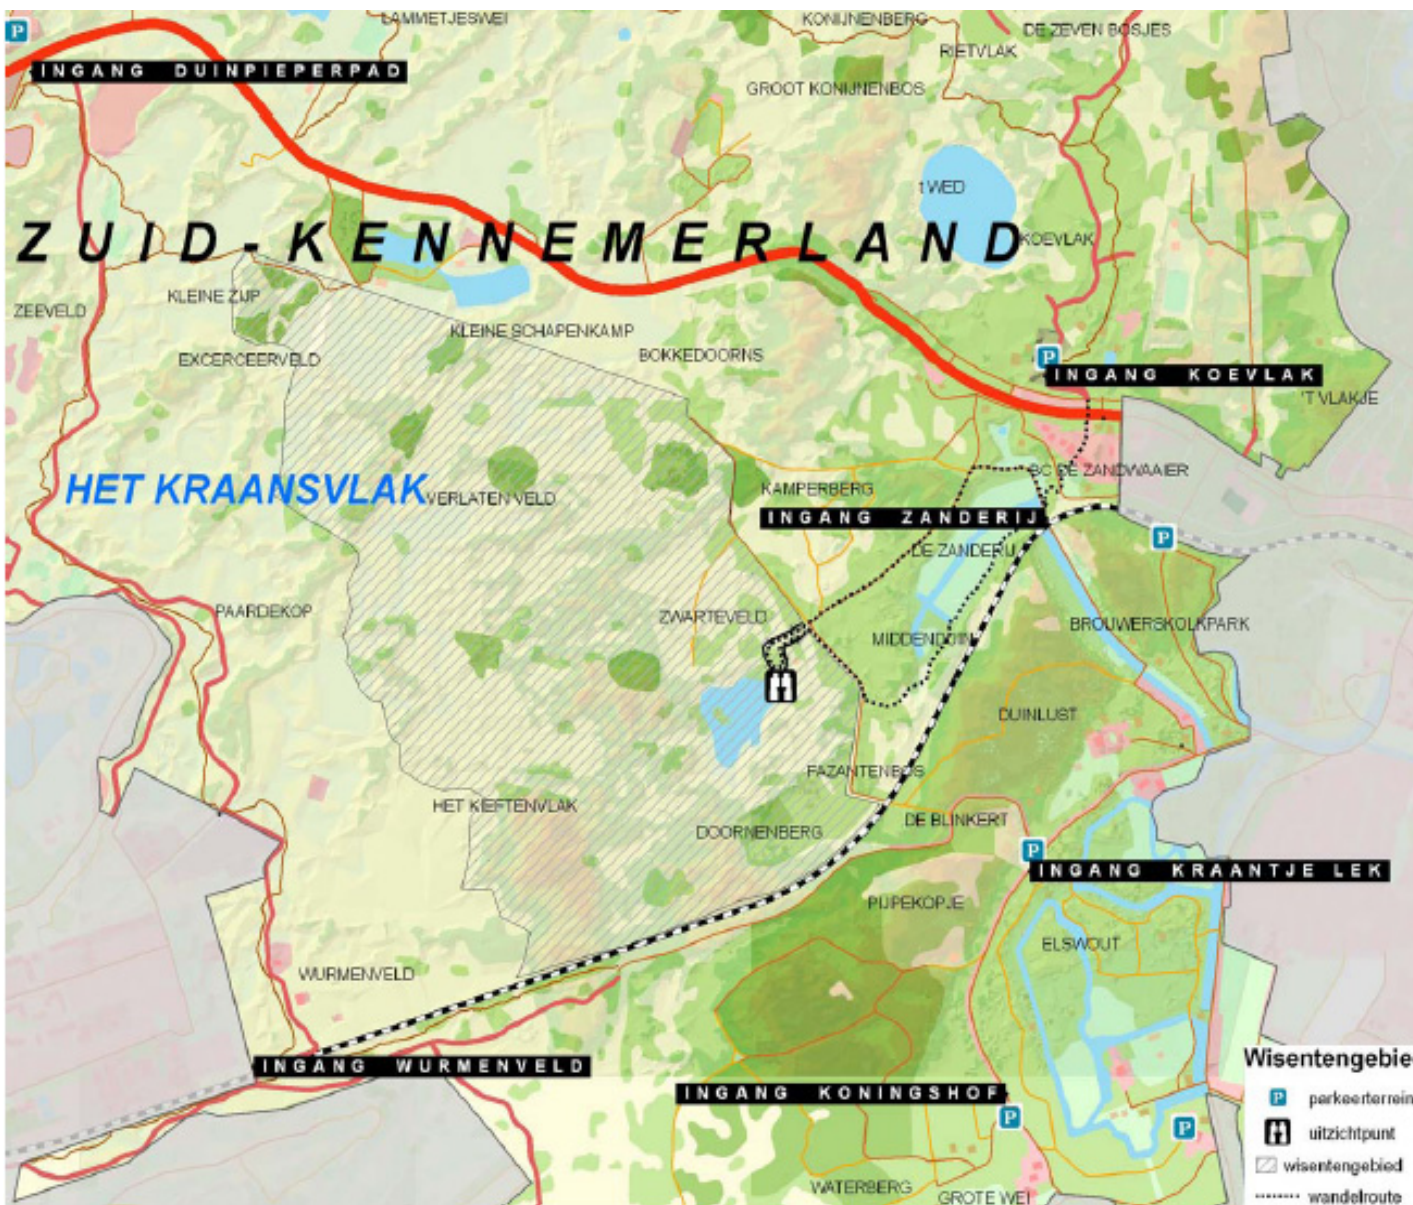 LAMMETJESWEI
KONIJNENBERG
DE ZEVEN BOSJES
P
RIETVLAK
INGANG DUINPIEPERPAD
GROOT KONIJNENBOS
t WED
ZUID-KENNEMERLAND
KOEVLAK
KLEINE ZIJP
ZEEVELD
KLEINE SCHAPENKAMP
EXCERCEERVELD
BOKKEDOORNS
P
INGANG KOEVLAK
'T VLAKJE
BC DE ZANDWAAIER
HET KRAANSVLAK
VERLATEN VELD
KAMPERBERG
INGANG ZANDERIJ
P
DE ZANDERIJ
PAARDEKOP
ZWARTEVELD
BROUWERSKOLKPARK
MIDDENDUIN
DUINLUST
FAZANTENBOS
HET KIEFTENVLAK
DE BLINKERT
DOORNENBERG
P
INGANG KRAANTJE LEK
PIJPEKOPJE
ELSWOUT
WURMENVELD
INGANG WURMENVELD
INGANG KONINGSHOF
P
P
WATERBERG
GROTE WEI
Wisentengebie
P parkeerterrein
uitzichtpunt
wisentengebied
wandelroute